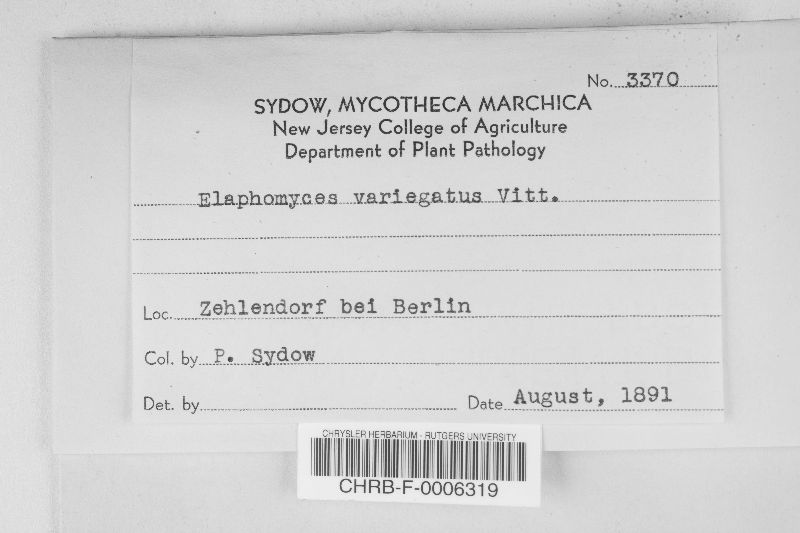 No. 3370
SYDOW, MYCOTHECA MARCHICA
New Jersey College of Agriculture
Department of Plant Pathology
Elaphomyces variegatus Vitt.
Loc. Zehlendorf bei Berlin
Col. by P. Sydow
Det. by Date August, 1891
CHRYSLER HERBARIUM - RUTGERS UNIVERSITY
CHRB-F-0006319